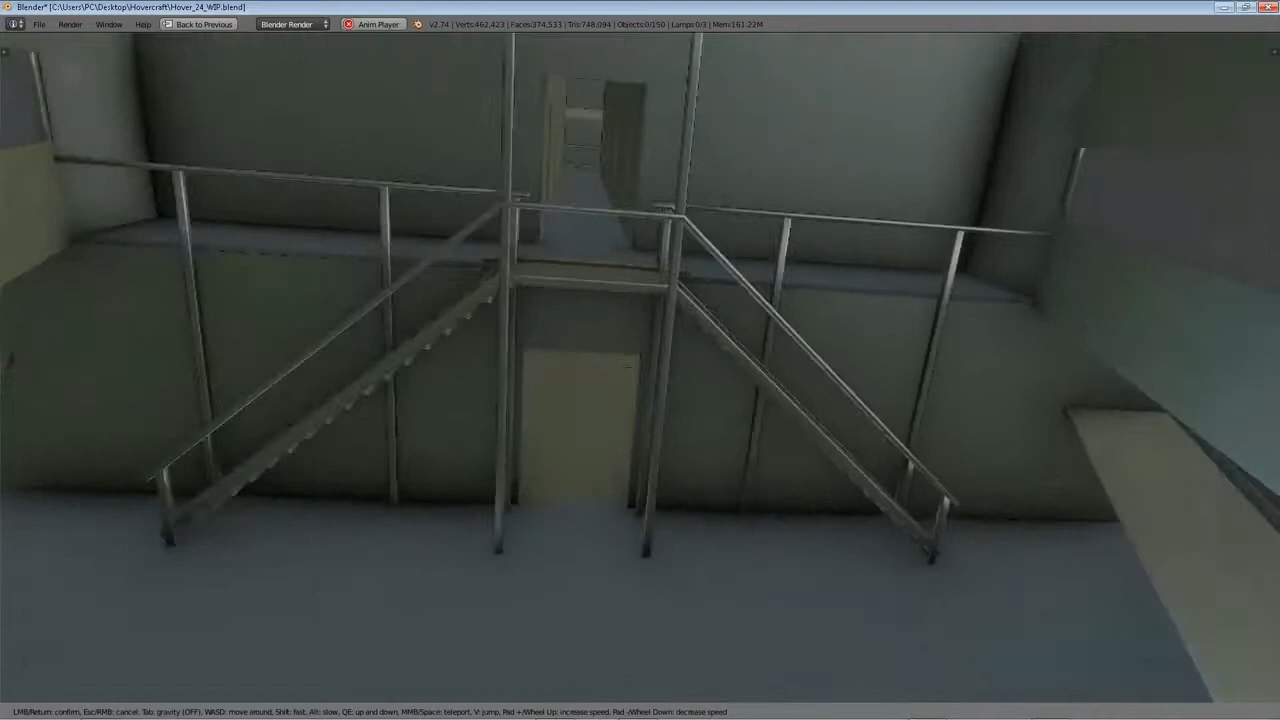 Blender* [C:\Users\PC\Desktop\Hovercraft\Hover_24_WIP.blend]
File Render Window Help Back to Previous Blender Render Anim Player v2.74 | Verts:462,423 | Faces:374,533 | Tris:748,094 | Objects:0/150 | Lamps:0/3 | Mem:161.22M
LMB/Return: confirm, Esc/RMB: cancel, Tab: gravity (OFF), WASD: move around, Shift: fast, Alt: slow, QE: up and down, MMB/Space: teleport, V: jump, Pad +/Wheel Up: increase speed, Pad -/Wheel Down: decrease speed